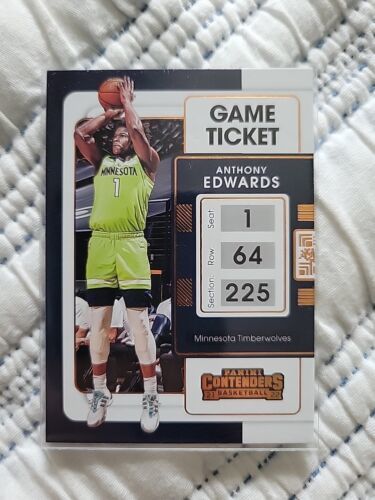 GAME
TICKET
ANTHONY
EDWARDS
Seat: 1
Row: 64
Section: 225
Minnesota Timberwolves
MINNESOTA
1
PANINI
CONTENDERS
21 BASKETBALL 22